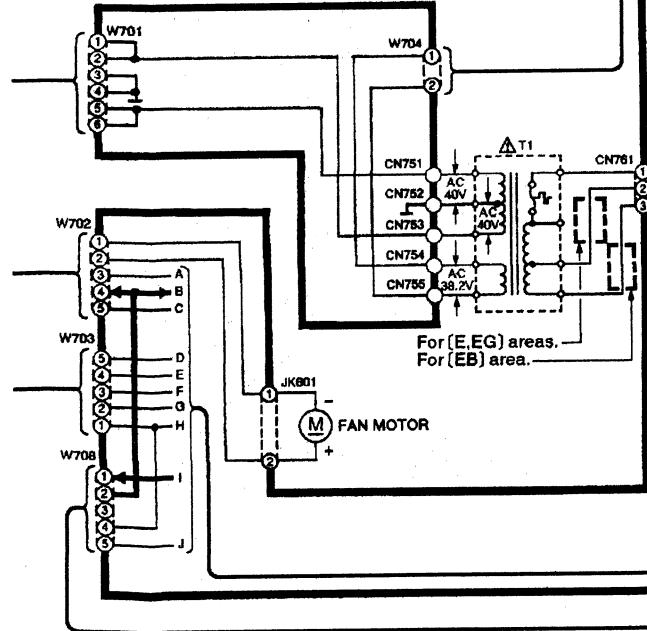 W701
1
2
3
4
5
6
W704
1
2
CN751
CN752
CN753
CN754
CN755
AC
40V
AC
40V
AC
38.2V
T1
CN761
1
2
3
For [E,EG] areas.
For [EB] area.
W702
1
2
3 A
4 B
5 C
W703
5 D
4 E
3 F
2 G
1 H
W708
1 I
2
3
4
5 J
JK601
1
2
−
M FAN MOTOR
+